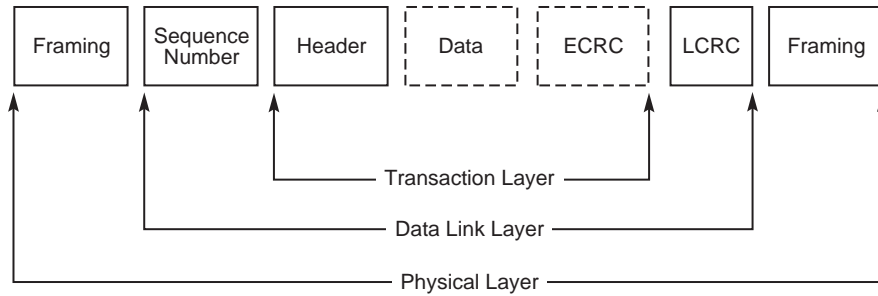 Framing
Sequence
Number
Header
Data
ECRC
LCRC
Framing
Transaction Layer
Data Link Layer
Physical Layer